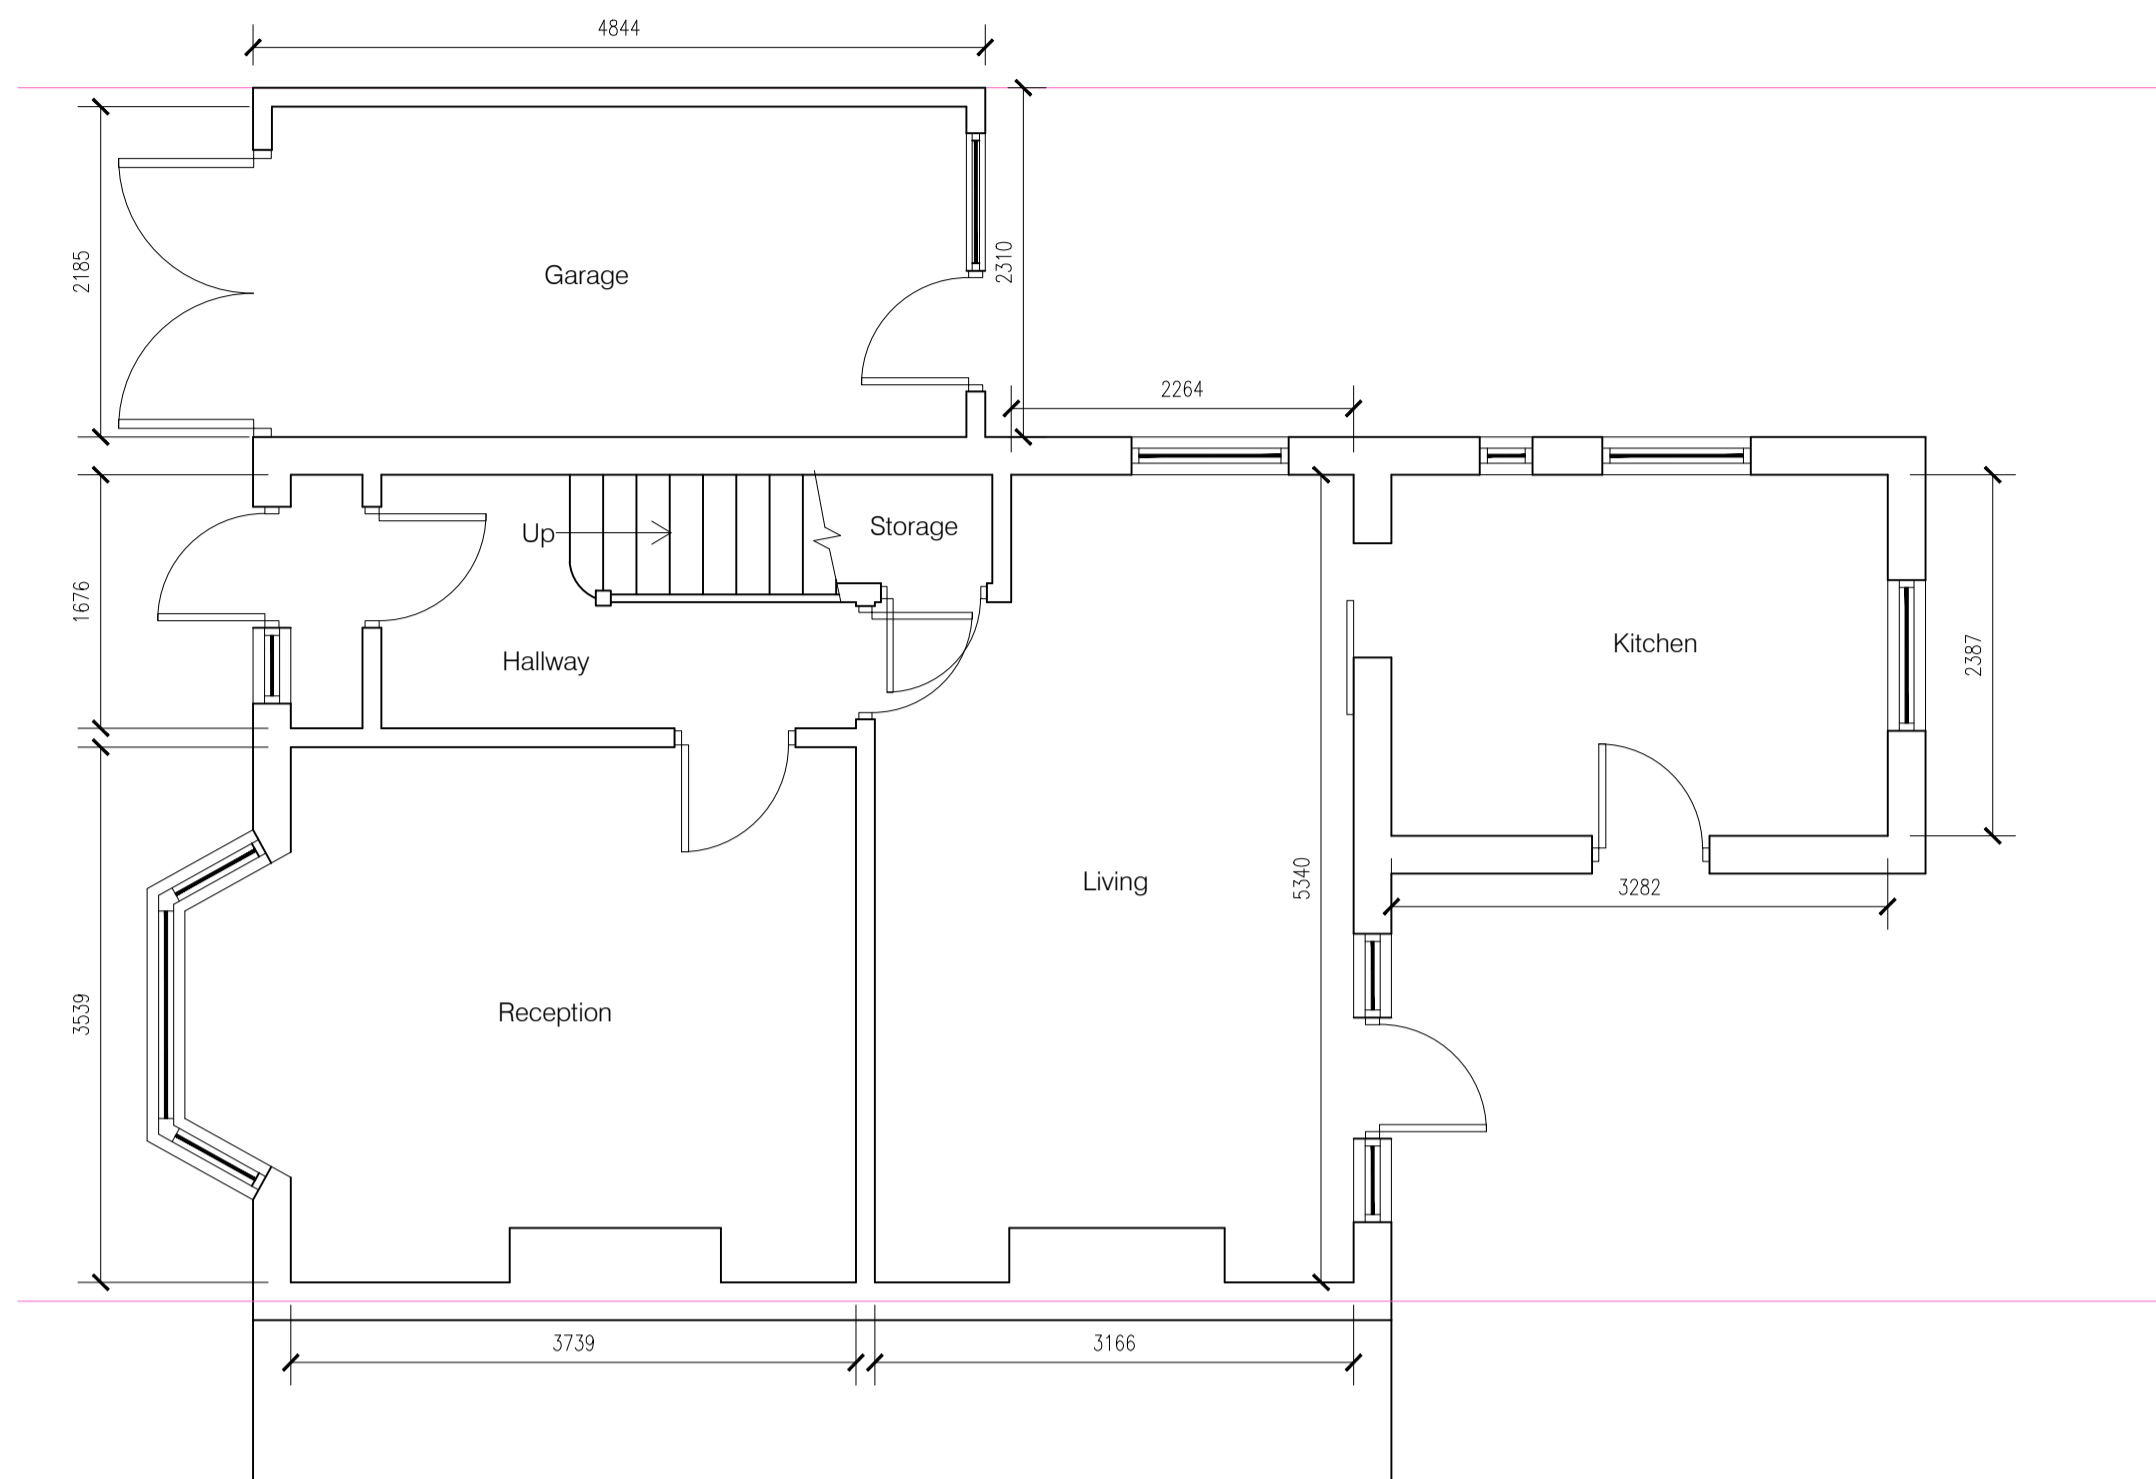 4844
2185
2310
Garage
2264
Up
Storage
1676
Hallway
Kitchen
2387
Living
5340
3282
Reception
3539
3739
3166